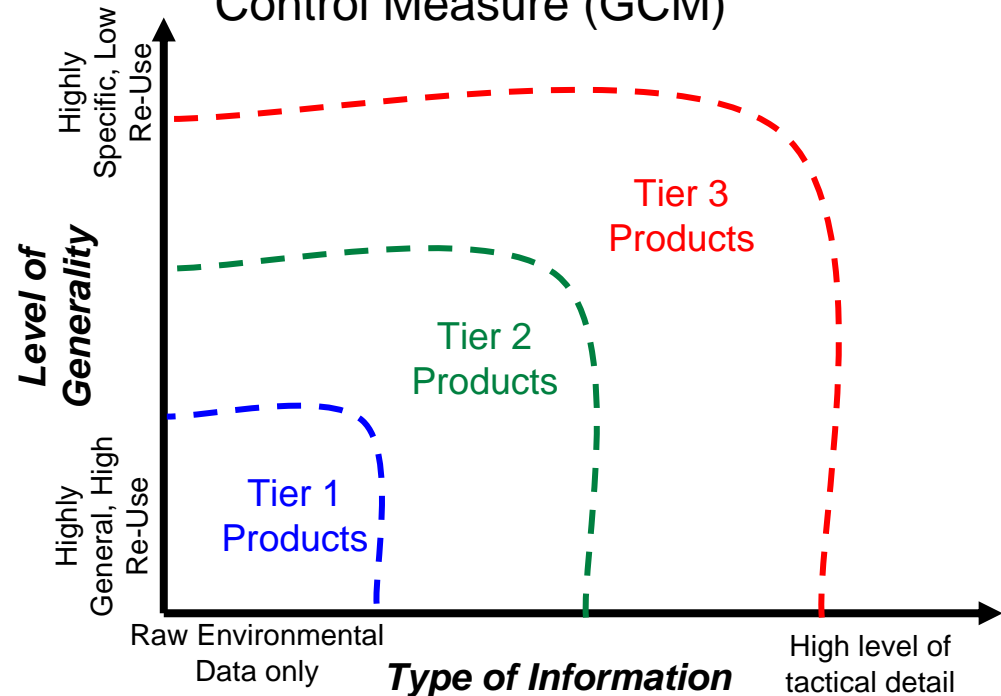 Control Measure (GCM)
Highly
Specific, Low
Re-Use
Tier 3
Products
Level of
Generality
Tier 2
Products
Highly
General, High
Re-Use
Tier 1
Products
Raw Environmental
Data only
Type of Information
High level of
tactical detail